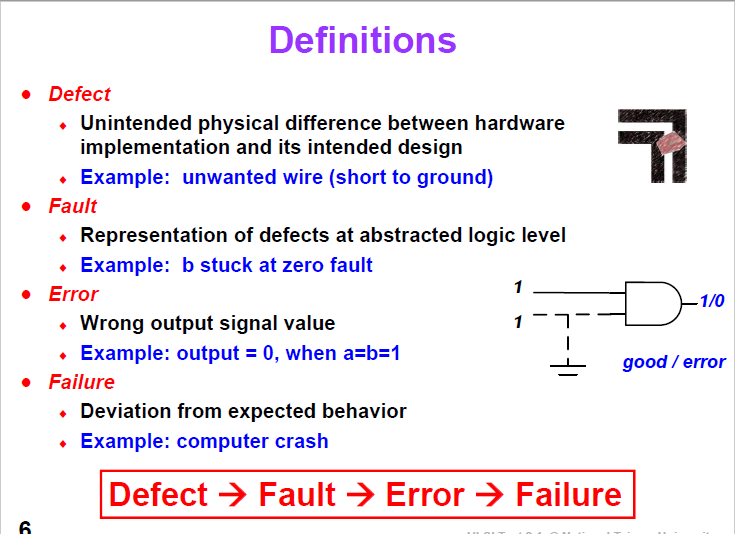 Definitions
• Defect
Unintended physical difference between hardware
implementation and its intended design
Example: unwanted wire (short to ground)
• Fault
Representation of defects at abstracted logic level
Example: b stuck at zero fault
• Error
Wrong output signal value
Example: output = 0, when a=b=1
• Failure
Deviation from expected behavior
Example: computer crash
1
1
1/0
good / error
Defect → Fault → Error → Failure
6